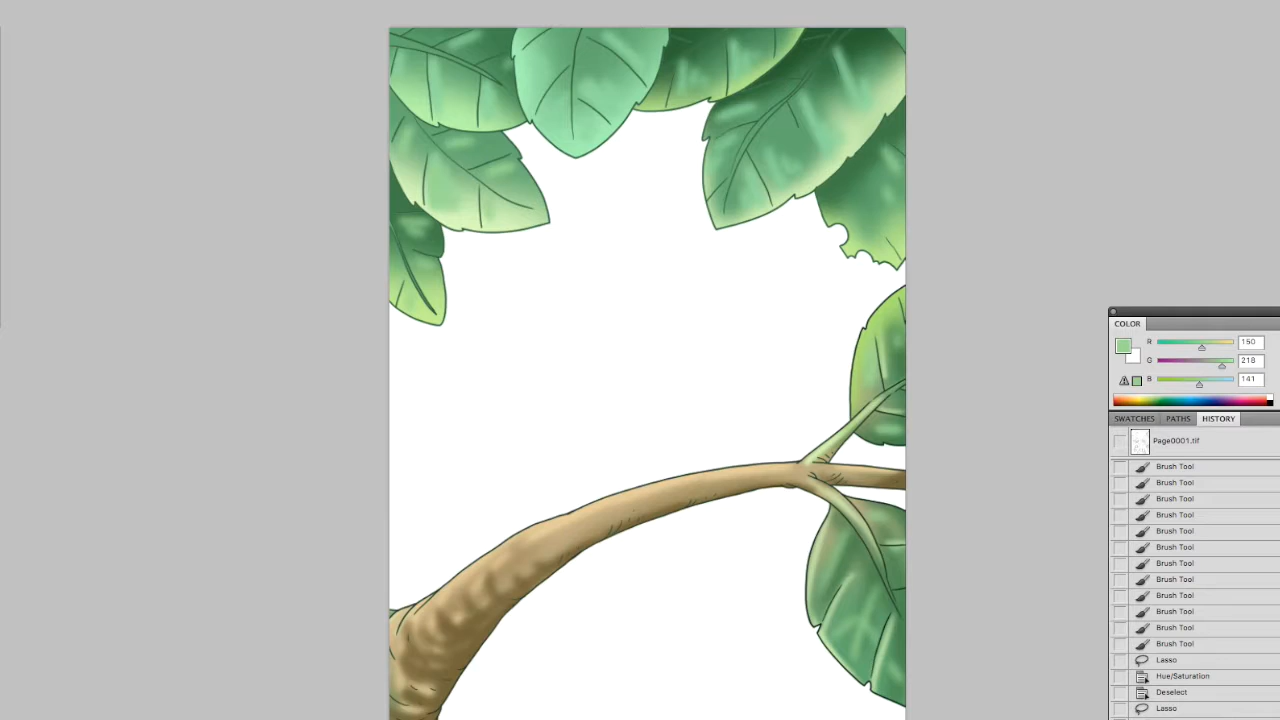 COLOR
R 150
G 218
B 141
SWATCHES PATHS HISTORY
Page0001.tif
Brush Tool
Brush Tool
Brush Tool
Brush Tool
Brush Tool
Brush Tool
Brush Tool
Brush Tool
Brush Tool
Brush Tool
Brush Tool
Brush Tool
Lasso
Hue/Saturation
Deselect
Lasso